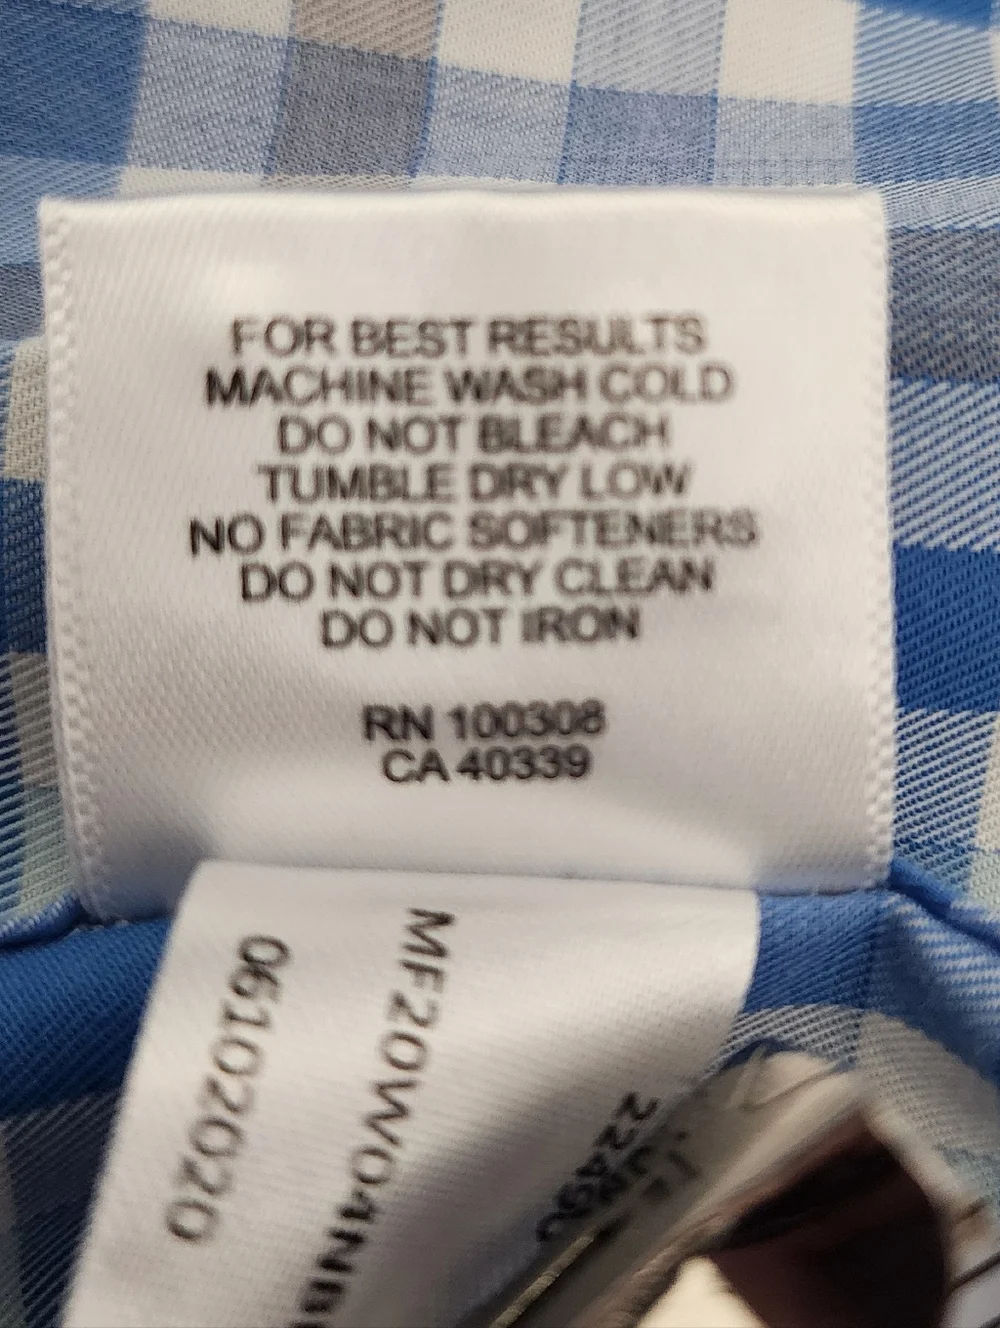 FOR BEST RESULTS
MACHINE WASH COLD
DO NOT BLEACH
TUMBLE DRY LOW
NO FABRIC SOFTENERS
DO NOT DRY CLEAN
DO NOT IRON
RN 100308
CA 40339
MF20W04NB
06102020